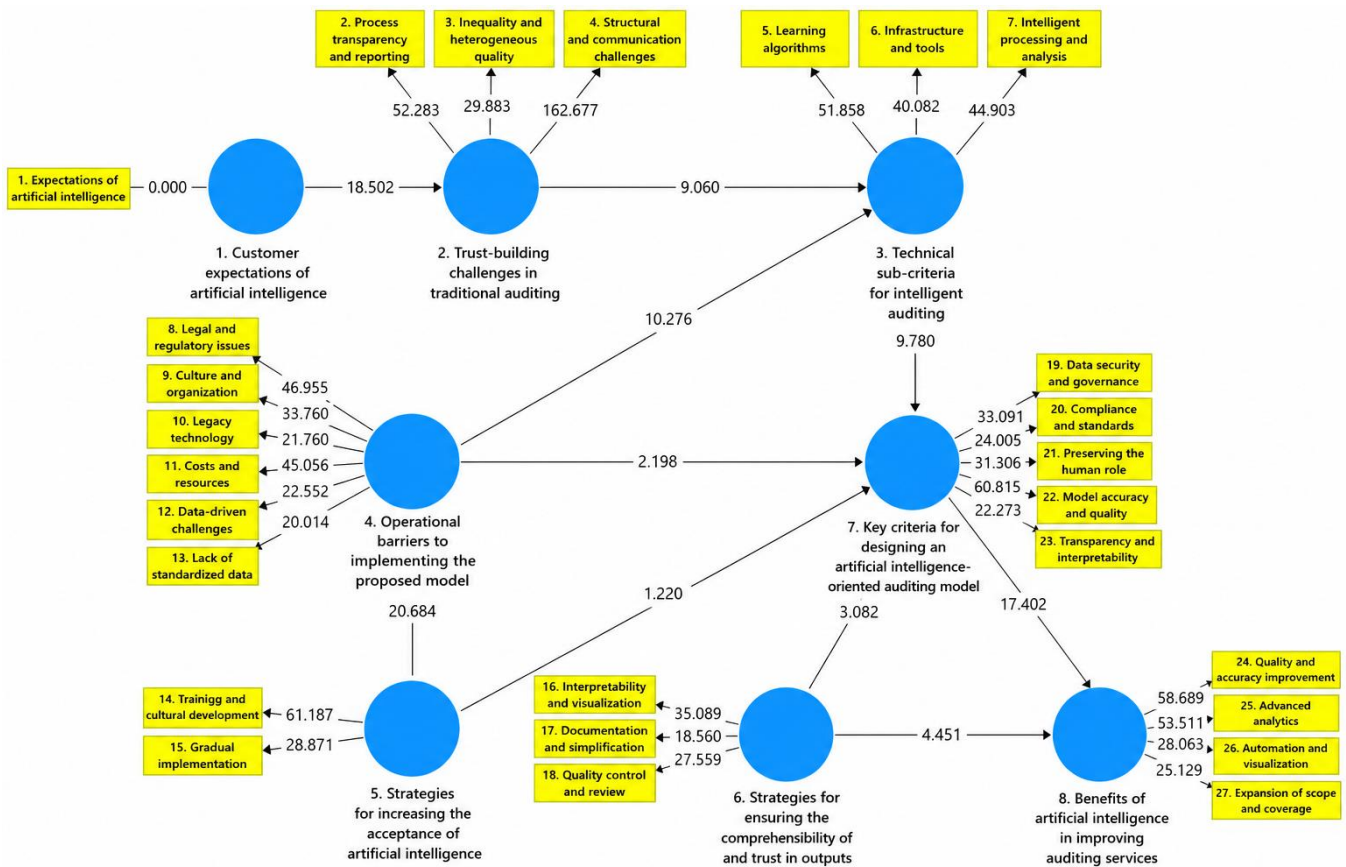 2. Process
transparency
and reporting
3. Inequality and
heterogeneous
quality
4. Structural
and communication
challenges
5. Learning
algorithms
6. Infrastructure
and tools
7. Intelligent
processing and
analysis
52.283
29.883
162.677
51.858
40.082
44.903
1. Expectations of
artificial intelligence
0.000
18.502
9.060
1. Customer
expectations of
artificial intelligence
2. Trust-building
challenges in
traditional auditing
3. Technical
sub-criteria
for intelligent
auditing
10.276
9.780
8. Legal and
regulatory issues
9. Culture and
organization
10. Legacy
technology
11. Costs and
resources
12. Data-driven
challenges
13. Lack of
standardized data
46.955
33.760
21.760
45.056
22.552
20.014
4. Operational
barriers to
implementing the
proposed model
2.198
33.091
24.005
31.306
60.815
22.273
19. Data security
and governance
20. Compliance
and standards
21. Preserving the
human role
22. Model accuracy
and quality
23. Transparency and
interpretability
7. Key criteria for
designing an
artificial intelligence-
oriented auditing model
20.684
1.220
3.082
17.402
14. Trainigg and
cultural development
15. Gradual
implementation
61.187
28.871
5. Strategies
for increasing the
acceptance of
artificial intelligence
16. Interpretability
and visualization
17. Documentation
and simplification
18. Quality control
and review
35.089
18.560
27.559
6. Strategies for
ensuring the
comprehensibility of
and trust in outputs
4.451
58.689
53.511
28.063
25.129
24. Quality and
accuracy improvement
25. Advanced
analytics
26. Automation and
visualization
27. Expansion of scope
and coverage
8. Benefits of
artificial intelligence
in improving
auditing services